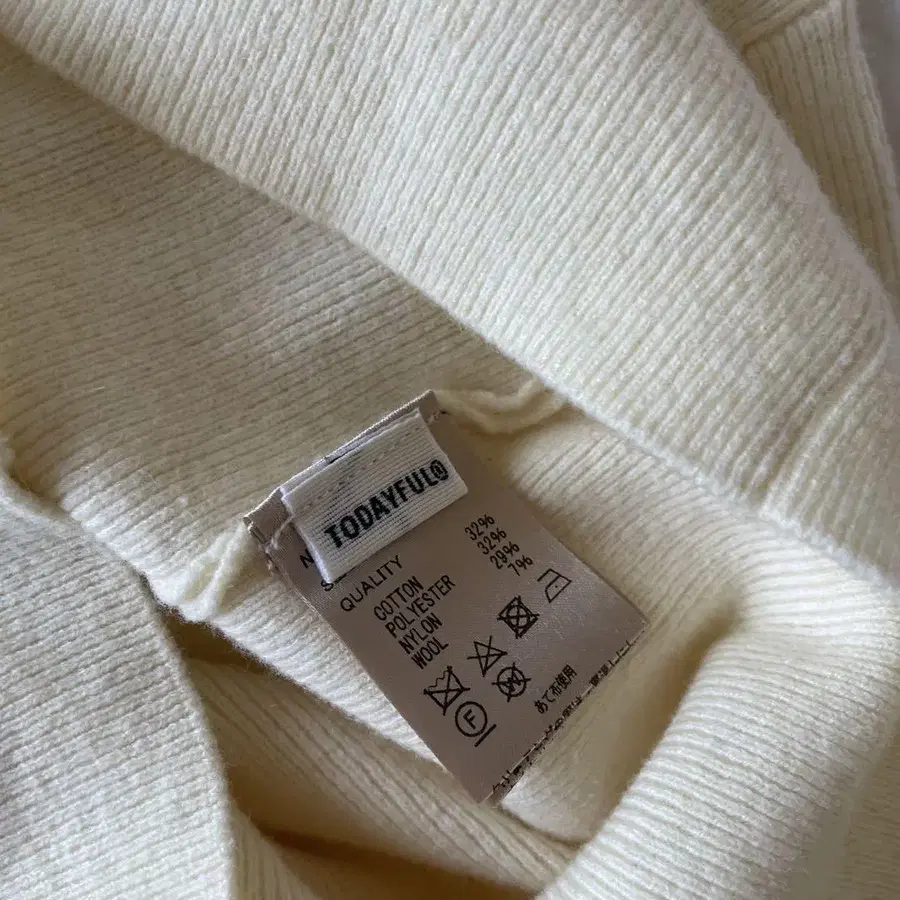 TODAYFUL®
QUALITY
COTTON 32%
POLYESTER 32%
NYLON 29%
WOOL 7%
F
W
あて布使用